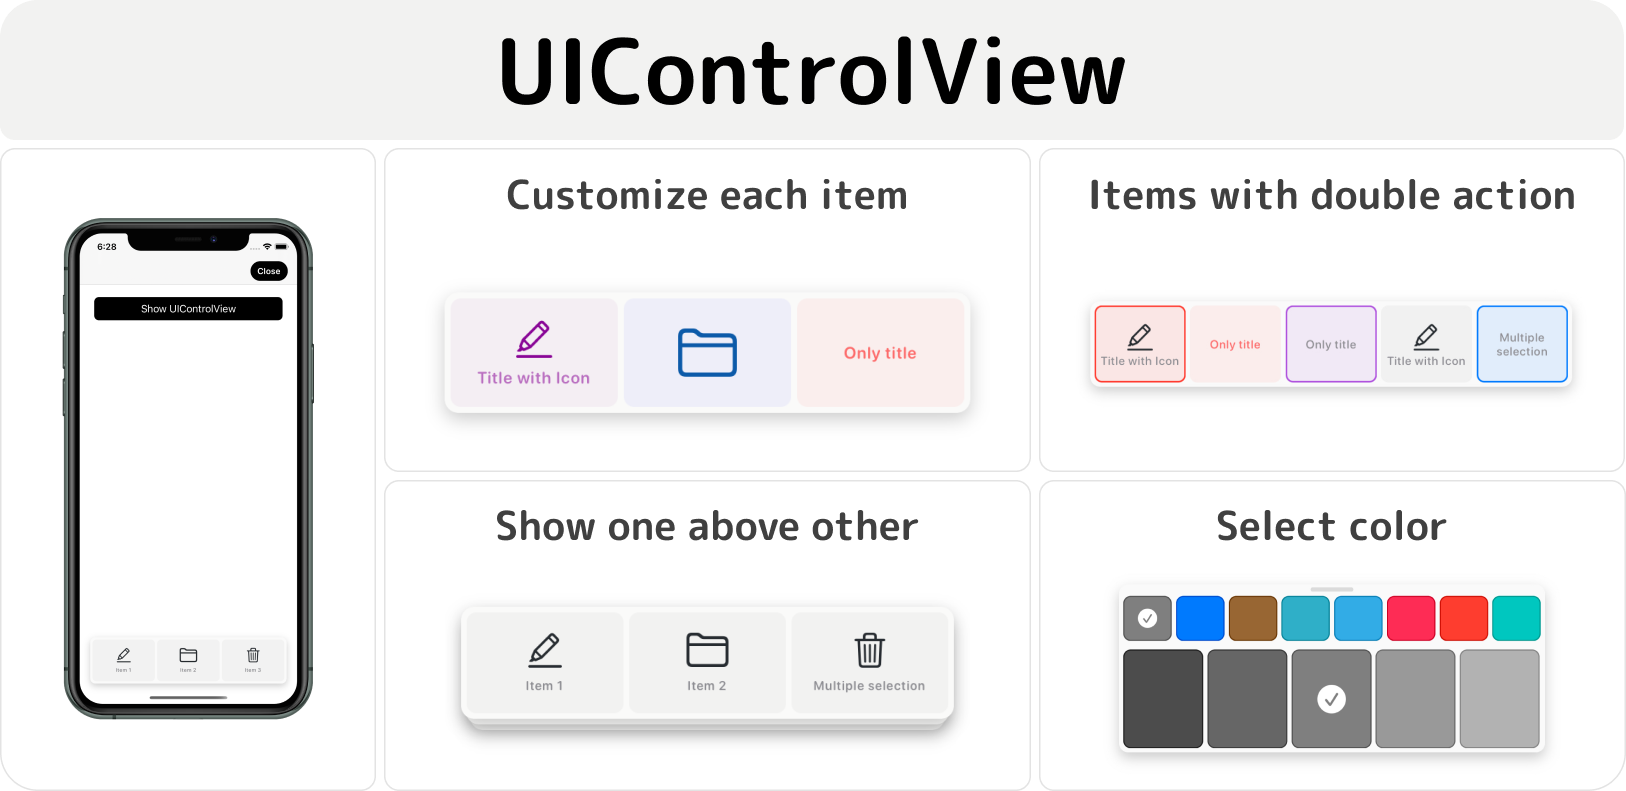 UIControlView
6:28
Close
Show UIControlView
Item 1
Item 2
Item 3
Customize each item
Title with Icon
Only title
Items with double action
Title with Icon
Only title
Only title
Title with Icon
Multiple
selection
Show one above other
Item 1
Item 2
Multiple selection
Select color